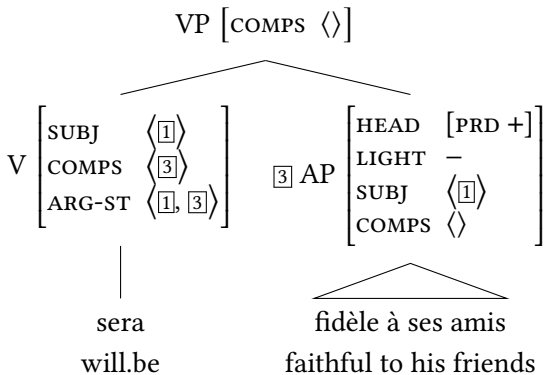 VP [COMPS ⟨⟩]
V [SUBJ ⟨[1]⟩
COMPS ⟨[3]⟩
ARG-ST ⟨[1], [3]⟩]
[3] AP [HEAD [PRD +]
LIGHT −
SUBJ ⟨[1]⟩
COMPS ⟨⟩]
sera
will.be
fidèle à ses amis
faithful to his friends